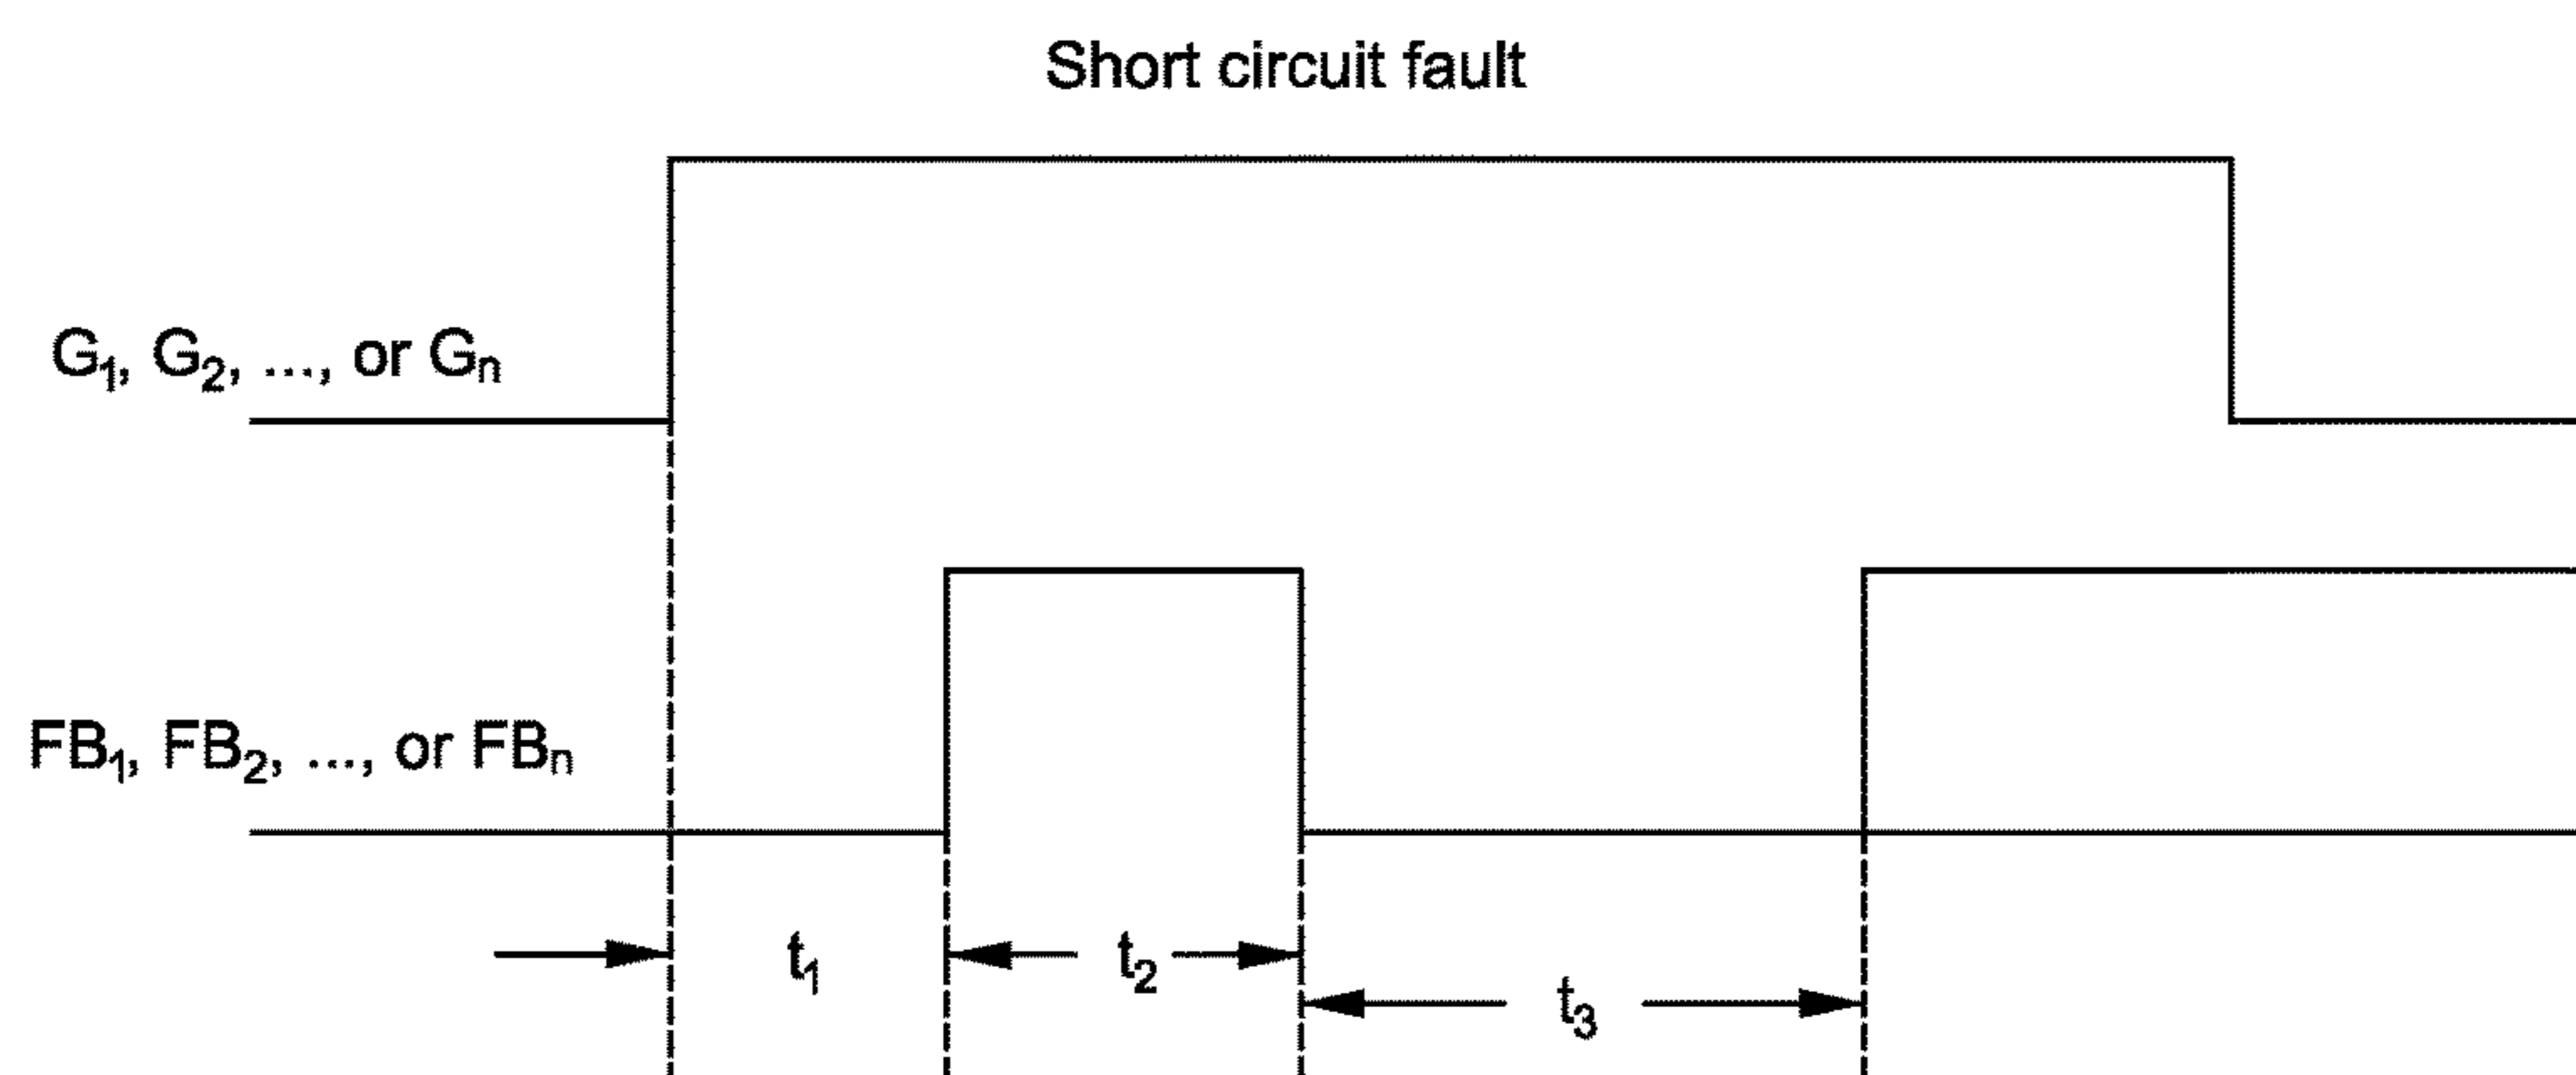 Short circuit fault
G₁, G₂, ..., or Gₙ
FB₁, FB₂, ..., or FBₙ
t₁ t₂
t₃